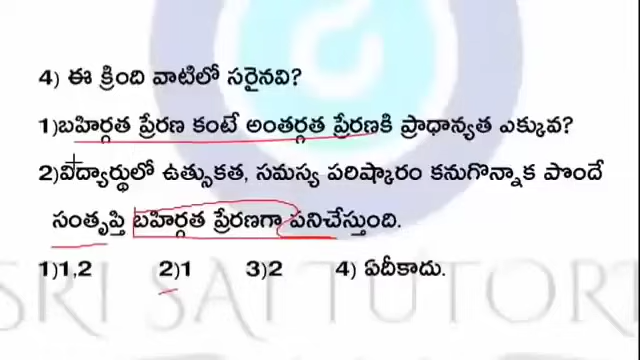 4) ఈ క్రింది వాటిలో సరైనవి?
1)బహిర్గత ప్రేరణ కంటే అంతర్గత ప్రేరణకి ప్రాధాన్యత ఎక్కువ?
2)విద్యార్థులో ఉత్సుకత, సమస్య పరిష్కారం కనుగొన్నాక పొందే
సంతృప్తి బహిర్గత ప్రేరణగా పనిచేస్తుంది.
1)1,2 2)1 3)2 4) ఏదీకాదు.
SRI SAI TUTOR